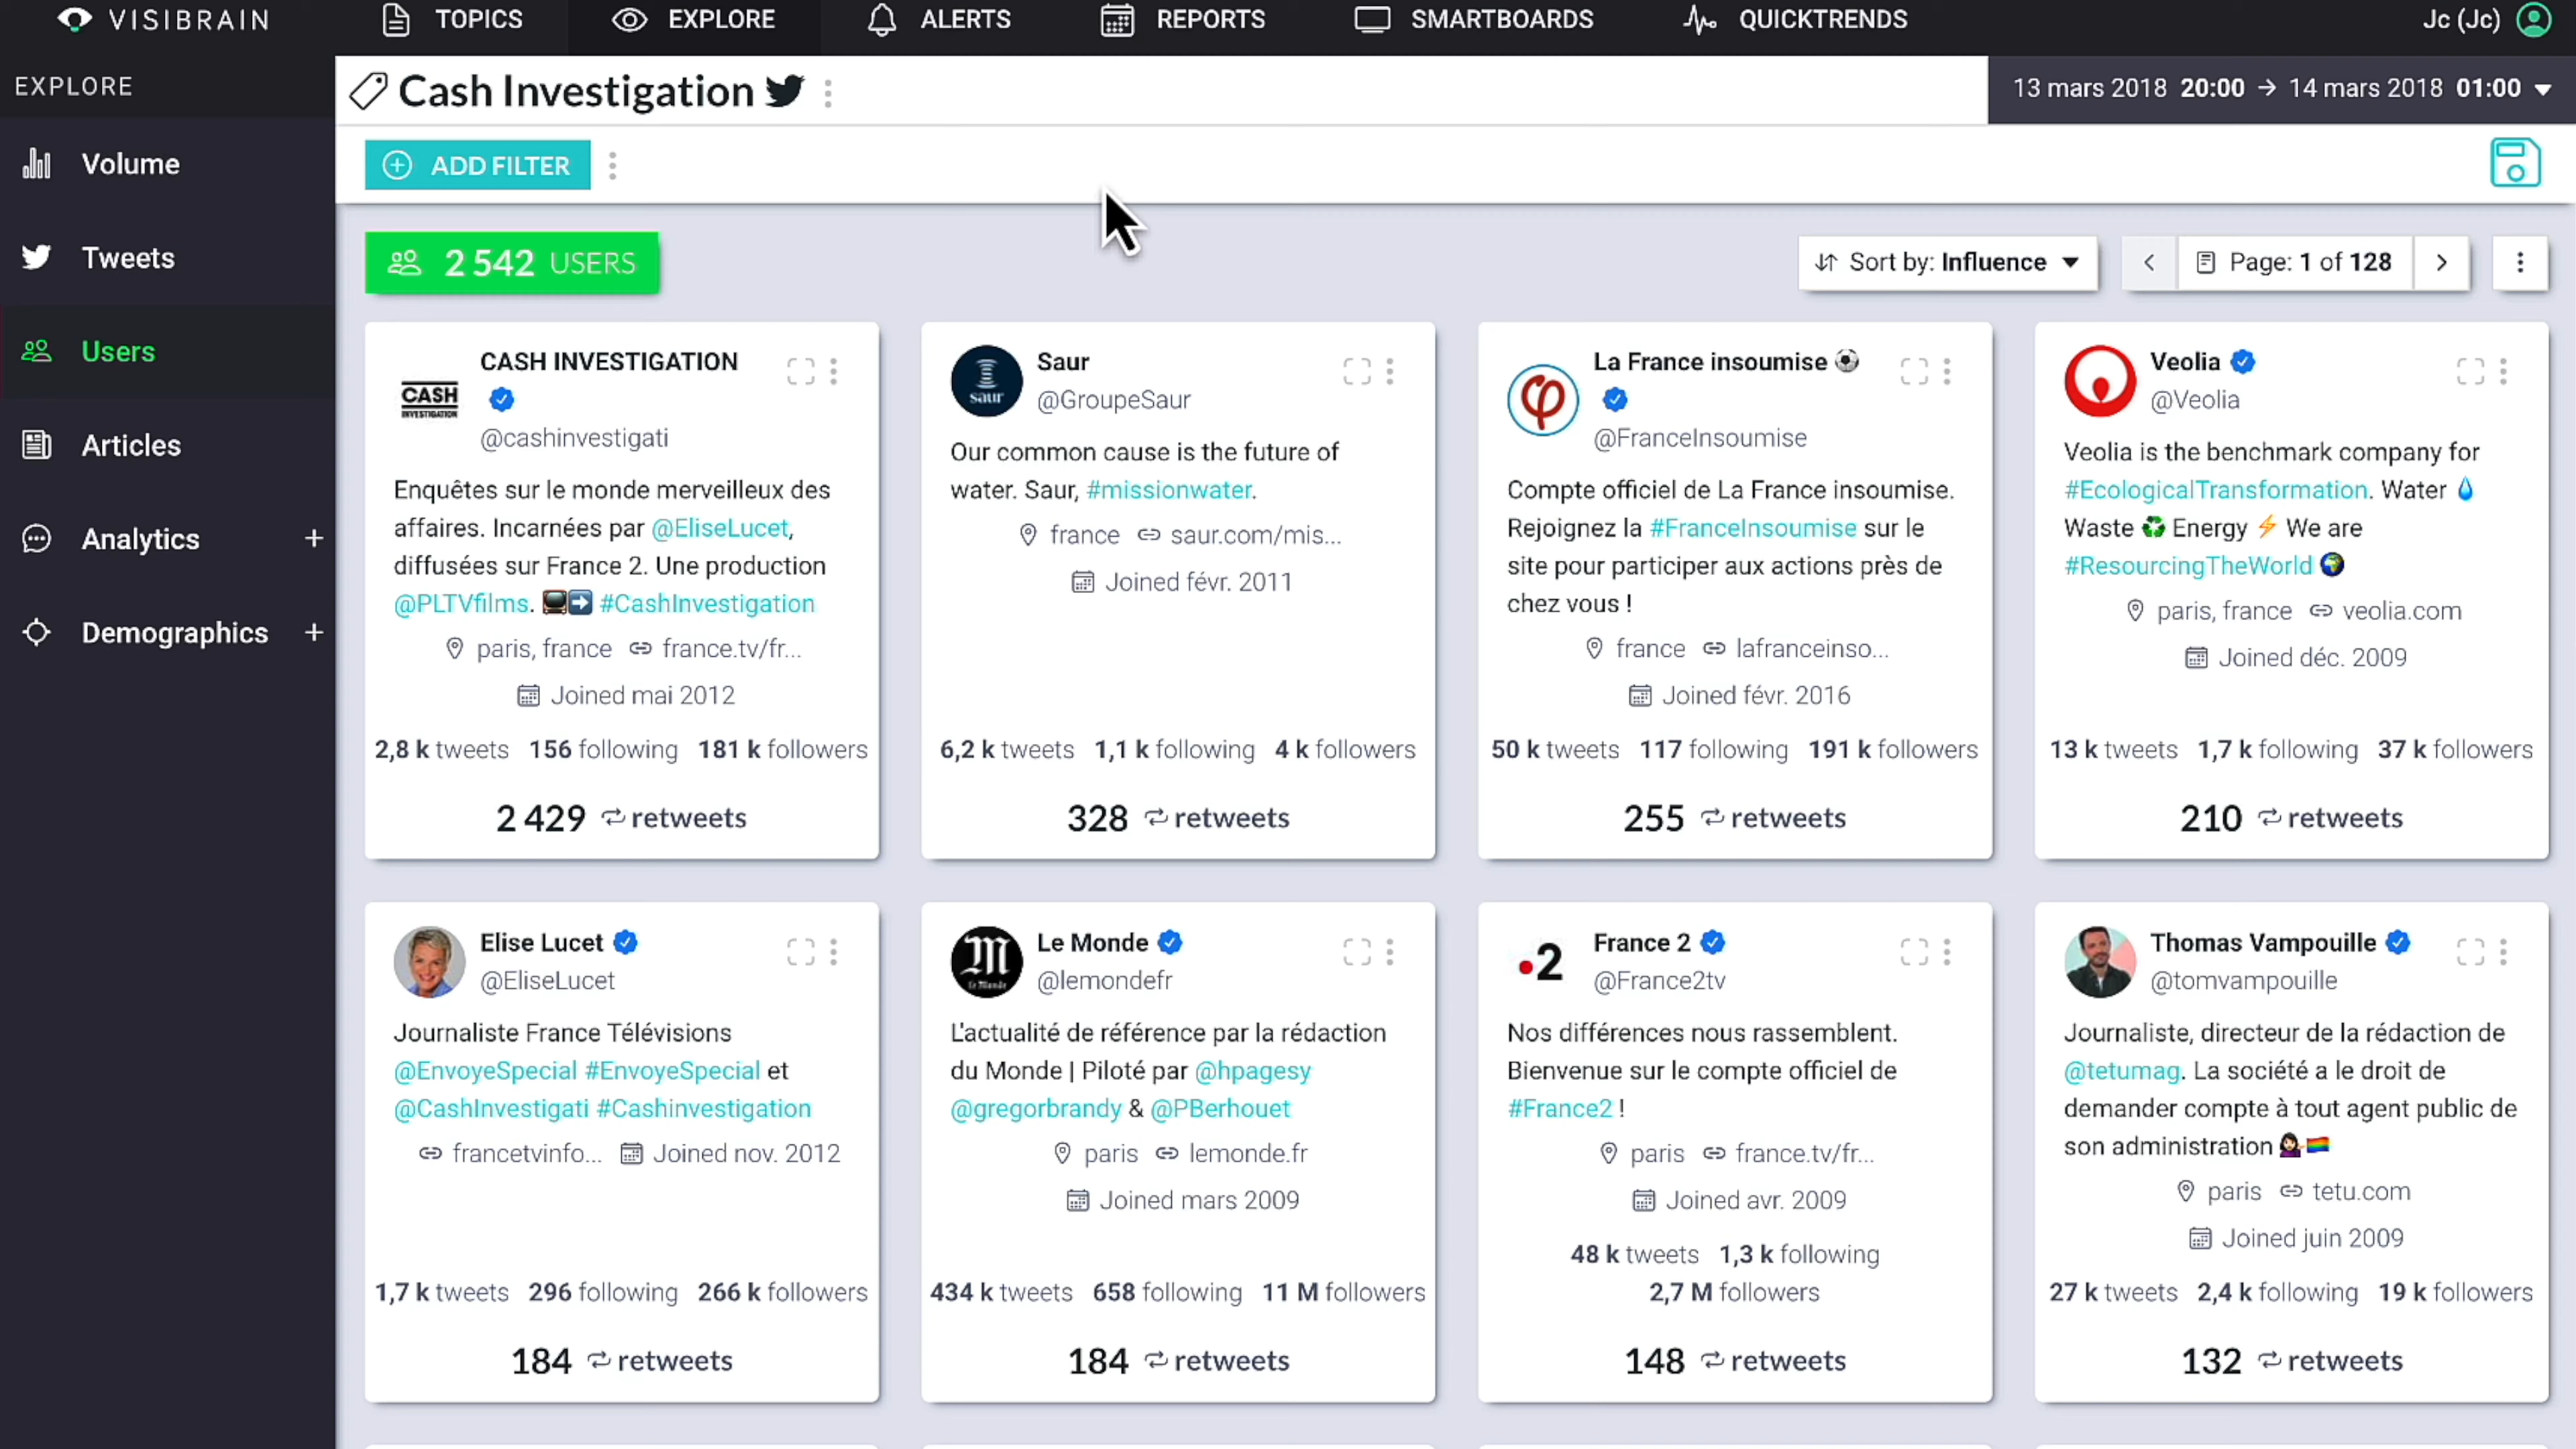 VISIBRAIN TOPICS EXPLORE ALERTS REPORTS SMARTBOARDS QUICKTRENDS Jc (Jc)
EXPLORE
Volume
Tweets
Users
Articles
Analytics +
Demographics +
Cash Investigation
13 mars 2018 20:00 → 14 mars 2018 01:00
ADD FILTER
2 542 USERS
Sort by: Influence
Page: 1 of 128
CASH INVESTIGATION
CASH
INVESTIGATION
@cashinvestigati
Enquêtes sur le monde merveilleux des
affaires. Incarnées par @EliseLucet,
diffusées sur France 2. Une production
@PLTVfilms. 📺➡️ #CashInvestigation
paris, france france.tv/fr...
Joined mai 2012
2,8 k tweets 156 following 181 k followers
2 429 retweets
Saur
saur
@GroupeSaur
Our common cause is the future of
water. Saur, #missionwater.
france saur.com/mis...
Joined févr. 2011
6,2 k tweets 1,1 k following 4 k followers
328 retweets
La France insoumise ⚽
@FranceInsoumise
Compte officiel de La France insoumise.
Rejoignez la #FranceInsoumise sur le
site pour participer aux actions près de
chez vous !
france lafranceinso...
Joined févr. 2016
50 k tweets 117 following 191 k followers
255 retweets
Veolia
@Veolia
Veolia is the benchmark company for
#EcologicalTransformation. Water 💧
Waste ♻️ Energy ⚡ We are
#ResourcingTheWorld 🌍
paris, france veolia.com
Joined déc. 2009
13 k tweets 1,7 k following 37 k followers
210 retweets
Elise Lucet
@EliseLucet
Journaliste France Télévisions
@EnvoyeSpecial #EnvoyeSpecial et
@CashInvestigati #Cashinvestigation
francetvinfo... Joined nov. 2012
1,7 k tweets 296 following 266 k followers
184 retweets
Le Monde
M
Le Monde
@lemondefr
L'actualité de référence par la rédaction
du Monde | Piloté par @hpagesy
@gregorbrandy & @PBerhouet
paris lemonde.fr
Joined mars 2009
434 k tweets 658 following 11 M followers
184 retweets
France 2
2
@France2tv
Nos différences nous rassemblent.
Bienvenue sur le compte officiel de
#France2 !
paris france.tv/fr...
Joined avr. 2009
48 k tweets 1,3 k following
2,7 M followers
148 retweets
Thomas Vampouille
@tomvampouille
Journaliste, directeur de la rédaction de
@tetumag. La société a le droit de
demander compte à tout agent public de
son administration 💁🏻‍♀️🏳️‍🌈
paris tetu.com
Joined juin 2009
27 k tweets 2,4 k following 19 k followers
132 retweets